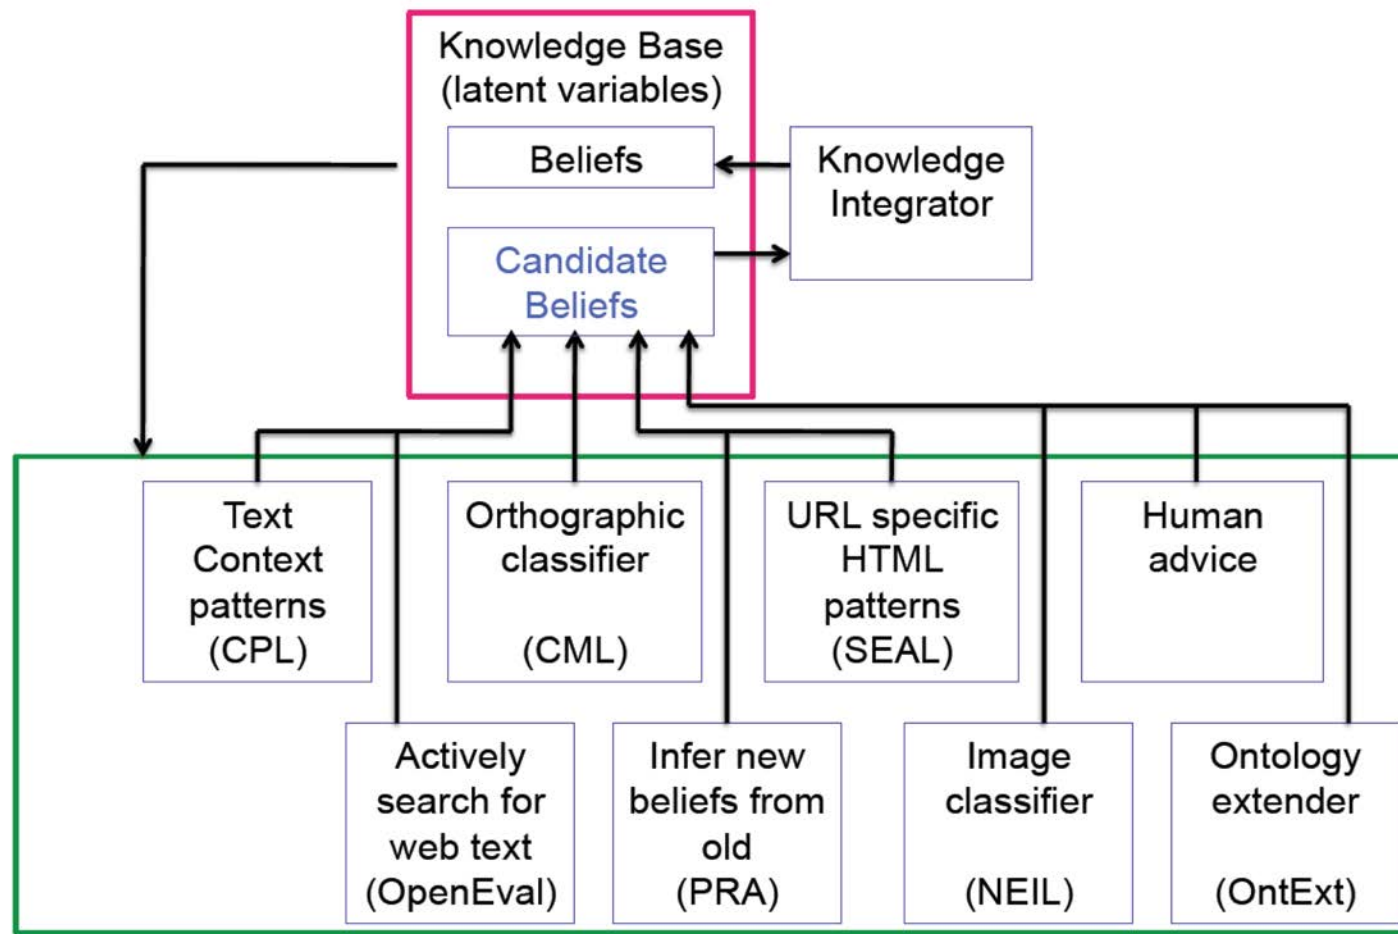 Knowledge Base
(latent variables)
Beliefs
Knowledge
Integrator
Candidate
Beliefs
Text
Context
patterns
(CPL)
Orthographic
classifier
(CML)
URL specific
HTML
patterns
(SEAL)
Human
advice
Actively
search for
web text
(OpenEval)
Infer new
beliefs from
old
(PRA)
Image
classifier
(NEIL)
Ontology
extender
(OntExt)